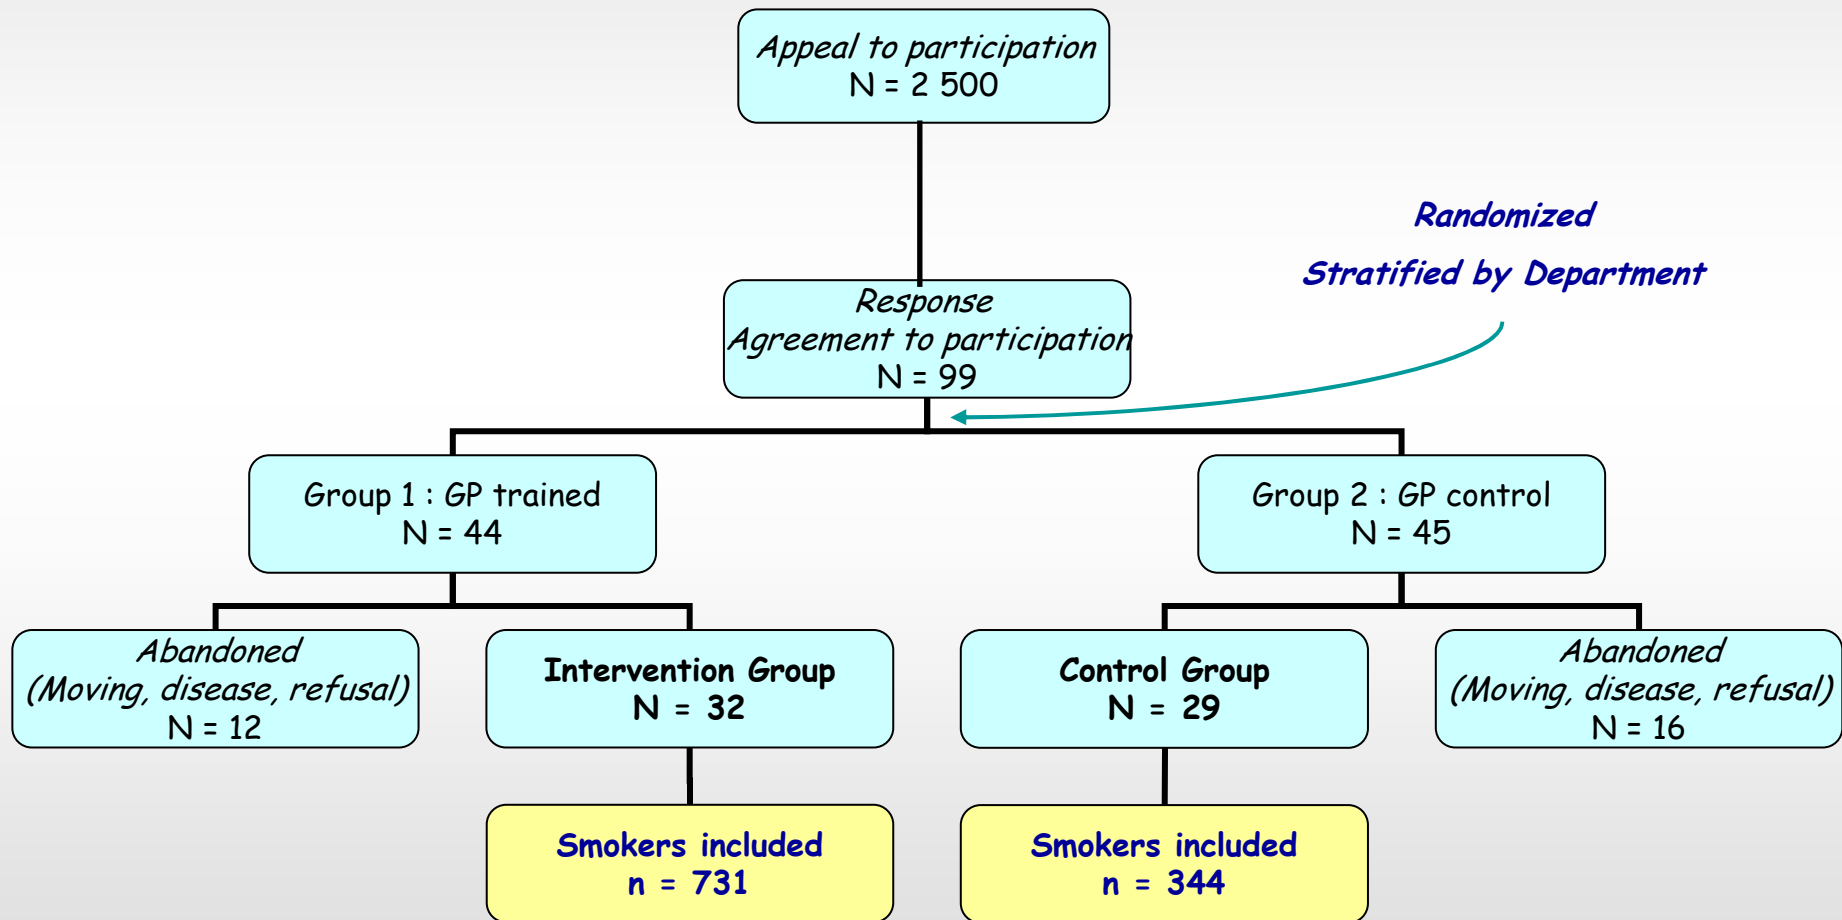 Appeal to participation
N = 2 500
Randomized
Stratified by Department
Response
Agreement to participation
N = 99
Group 1 : GP trained
N = 44
Group 2 : GP control
N = 45
Abandoned
(Moving, disease, refusal)
N = 12
Intervention Group
N = 32
Control Group
N = 29
Abandoned
(Moving, disease, refusal)
N = 16
Smokers included
n = 731
Smokers included
n = 344